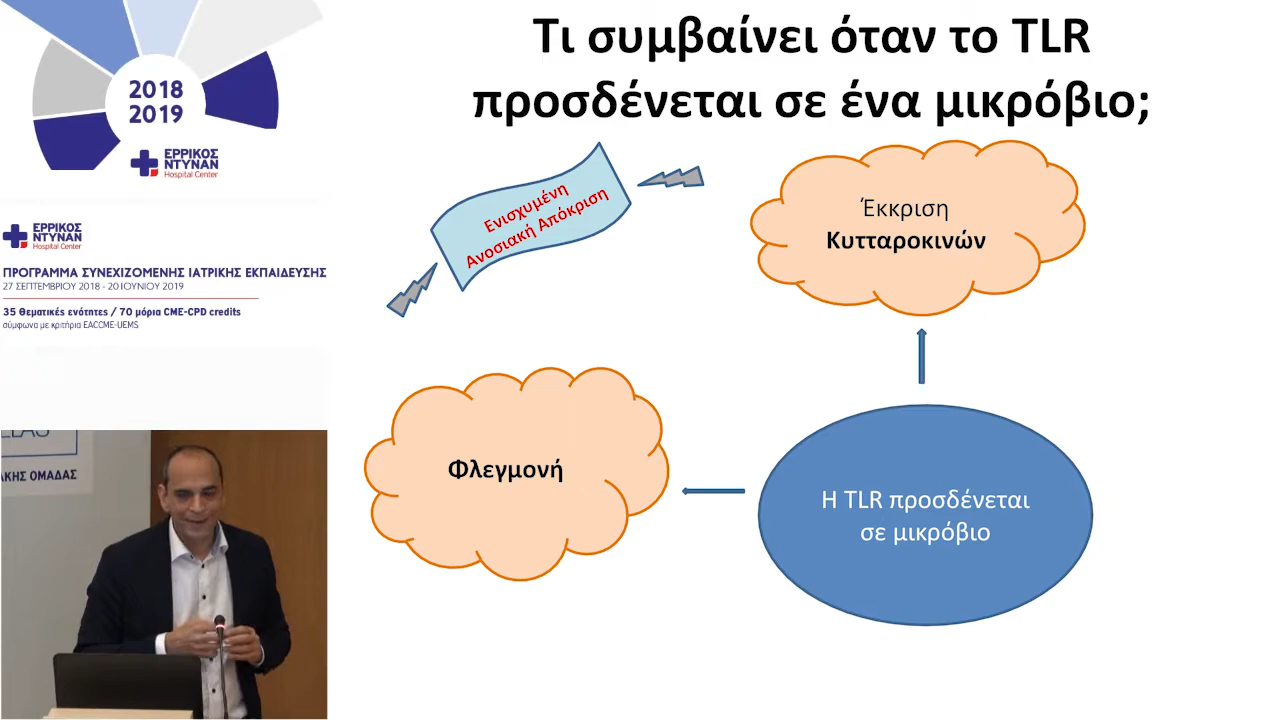 2018
2019
ΕΡΡΙΚΟΣ
ΝΤΥΝΑΝ
Hospital Center
ΕΡΡΙΚΟΣ
ΝΤΥΝΑΝ
Hospital Center
ΠΡΟΓΡΑΜΜΑ ΣΥΝΕΧΙΖΟΜΕΝΗΣ ΙΑΤΡΙΚΗΣ ΕΚΠΑΙΔΕΥΣΗΣ
27 ΣΕΠΤΕΜΒΡΙΟΥ 2018 - 20 ΙΟΥΝΙΟΥ 2019
35 Θεματικές ενότητες / 70 μόρια CME-CPD credits
σύμφωνα με κριτήρια EACCME-UEMS
ΑΚΗΣ ΟΜΑΔΑΣ
Τι συμβαίνει όταν το TLR
προσδένεται σε ένα μικρόβιο;
Ενισχυμένη
Ανοσιακή Απόκριση
Έκκριση
Κυτταροκινών
Φλεγμονή
Η TLR προσδένεται
σε μικρόβιο